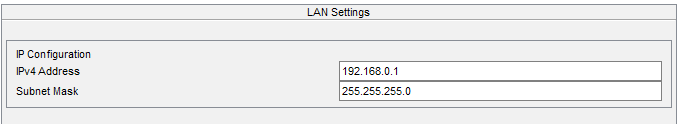 LAN Settings
IP Configuration
IPv4 Address 192.168.0.1
Subnet Mask 255.255.255.0